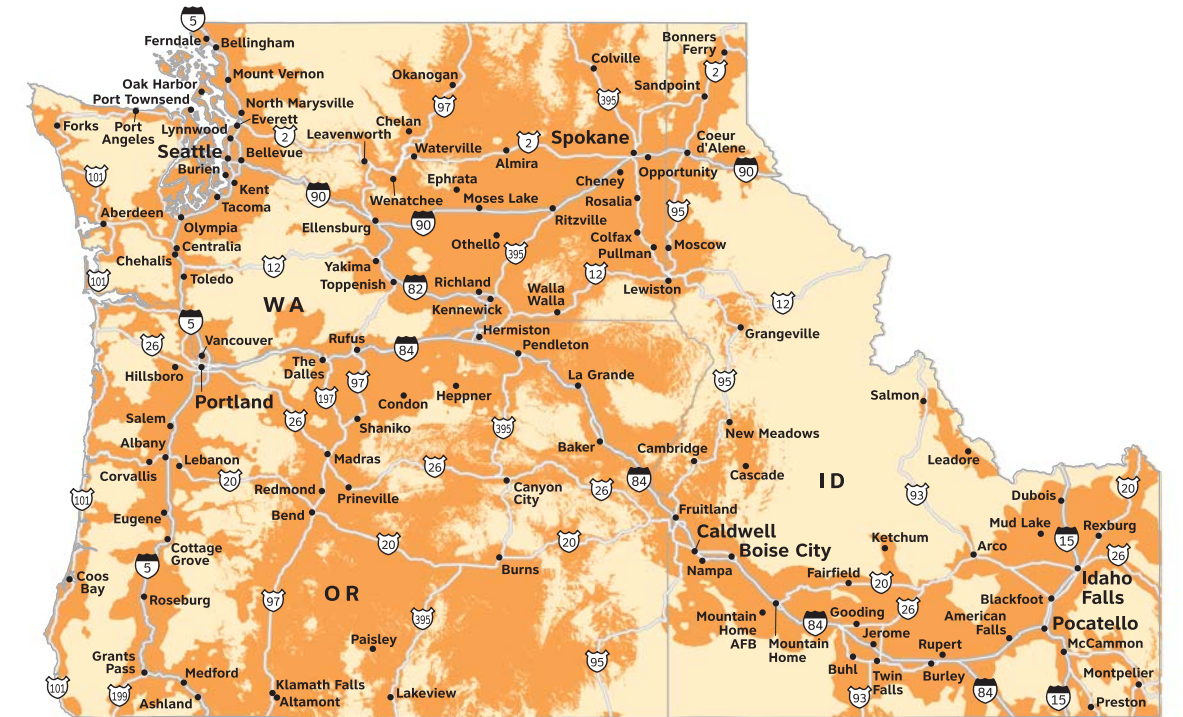 5
Ferndale
Bellingham
Bonners
Ferry
Colville
2
Okanogan
Mount Vernon
Oak Harbor
Port Townsend
Sandpoint
395
97
North Marysville
Everett
Forks
Port
Angeles
Lynnwood
2
Leavenworth
Chelan
Waterville
2
Almira
Spokane
Coeur
d'Alene
Seattle
Bellevue
Burien
Kent
101
90
Ephrata
Wenatchee
Moses Lake
Cheney
Opportunity
90
Rosalia
95
Tacoma
Aberdeen
Olympia
Ellensburg
90
Ritzville
Othello
395
Colfax
Pullman
Moscow
Centralia
Chehalis
12
Toledo
101
Yakima
Toppenish
82
Richland
Kennewick
Walla
Walla
12
Lewiston
12
WA
5
Vancouver
26
Hillsboro
Portland
Rufus
The
Dalles
84
Hermiston
Pendleton
Grangeville
97
197
Condon
Heppner
La Grande
95
Salmon
Salem
26
Shaniko
395
Albany
Lebanon
Corvallis
Madras
26
Baker
Cambridge
New Meadows
Leadore
Cascade
ID
20
Redmond
Prineville
Canyon
City
26
84
93
Dubois
20
101
Eugene
Bend
Fruitland
Mud Lake
Rexburg
15
26
Cottage
Grove
20
20
Burns
Caldwell
Boise City
Nampa
Ketchum
Arco
Coos
Bay
5
Roseburg
97
OR
395
Fairfield
20
Idaho
Falls
Blackfoot
Mountain
Home
AFB
Mountain
Home
84
Gooding
26
American
Falls
Pocatello
Jerome
Rupert
McCammon
Paisley
95
Buhl
Twin
Falls
Burley
Grants
Pass
Medford
101
199
Ashland
Klamath Falls
Altamont
Lakeview
93
84
15
Montpelier
Preston